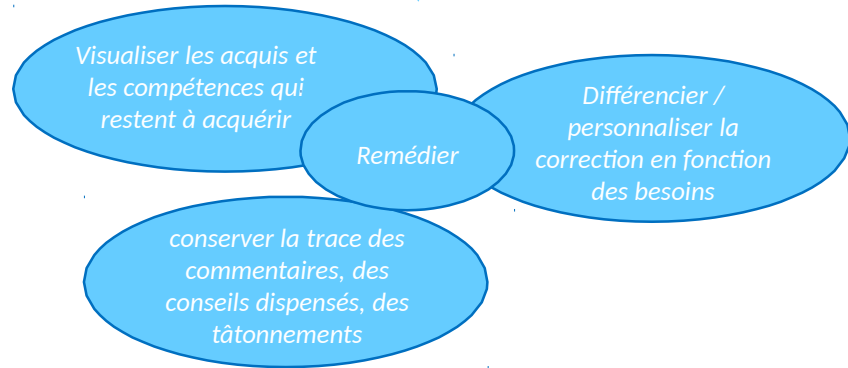 Visualiser les acquis et
les compétences qui
restent à acquérir
Différencier /
personnaliser la
correction en fonction
des besoins
Remédier
conserver la trace des
commentaires, des
conseils dispensés, des
tâtonnements